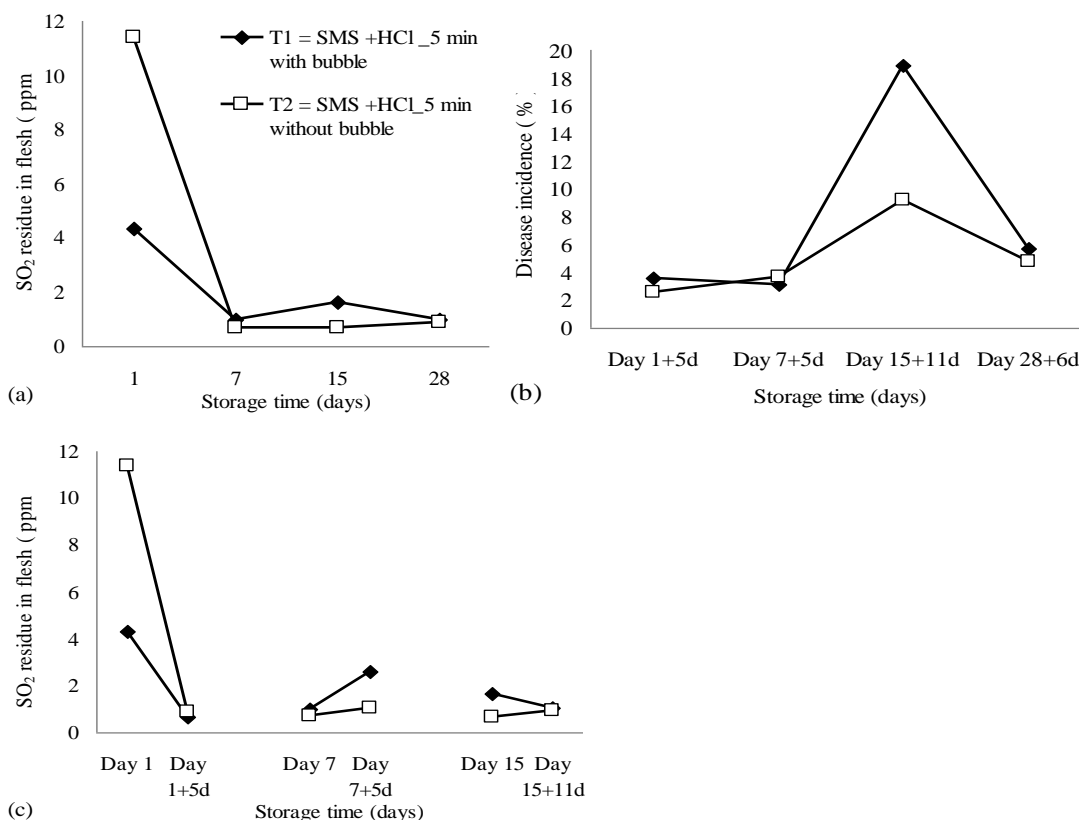 12
10
8
6
4
2
0
SO2 residue in flesh ( ppm
T1 = SMS +HCl _5 min
with bubble
T2 = SMS +HCl_5 min
without bubble
1 7 15 28
Storage time (days)
(a)
20
18
16
14
12
10
8
6
4
2
0
Disease incidence ( % )
Day 1+5d Day 7+5d Day 15+11d Day 28+6d
Storage time (days)
(b)
12
10
8
6
4
2
0
SO2 residue in flesh ( ppm
Day 1 Day Day 7 Day Day 15 Day
1+5d 7+5d 15+11d
Storage time (days)
(c)